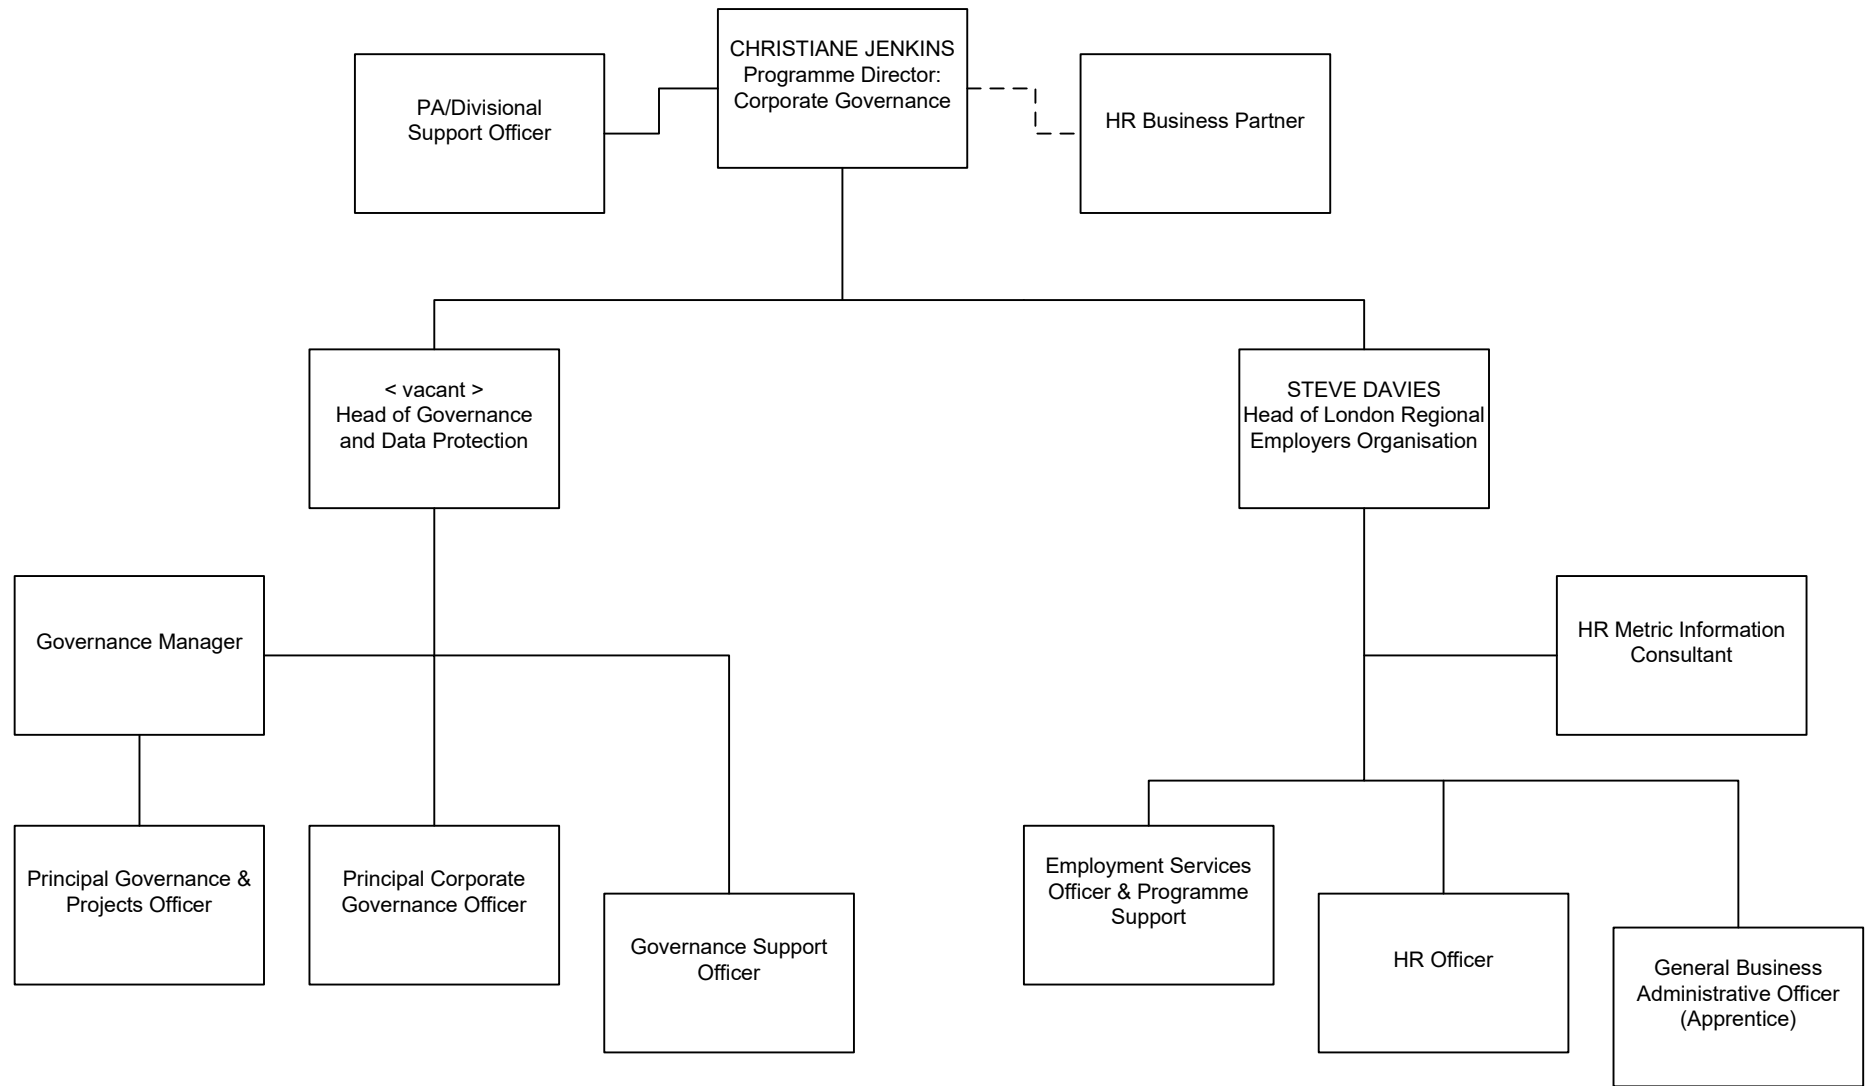 CHRISTIANE JENKINS
Programme Director:
Corporate Governance
PA/Divisional
Support Officer
HR Business Partner
< vacant >
Head of Governance
and Data Protection
STEVE DAVIES
Head of London Regional
Employers Organisation
Governance Manager
HR Metric Information
Consultant
Principal Governance &
Projects Officer
Principal Corporate
Governance Officer
Governance Support
Officer
Employment Services
Officer & Programme
Support
HR Officer
General Business
Administrative Officer
(Apprentice)